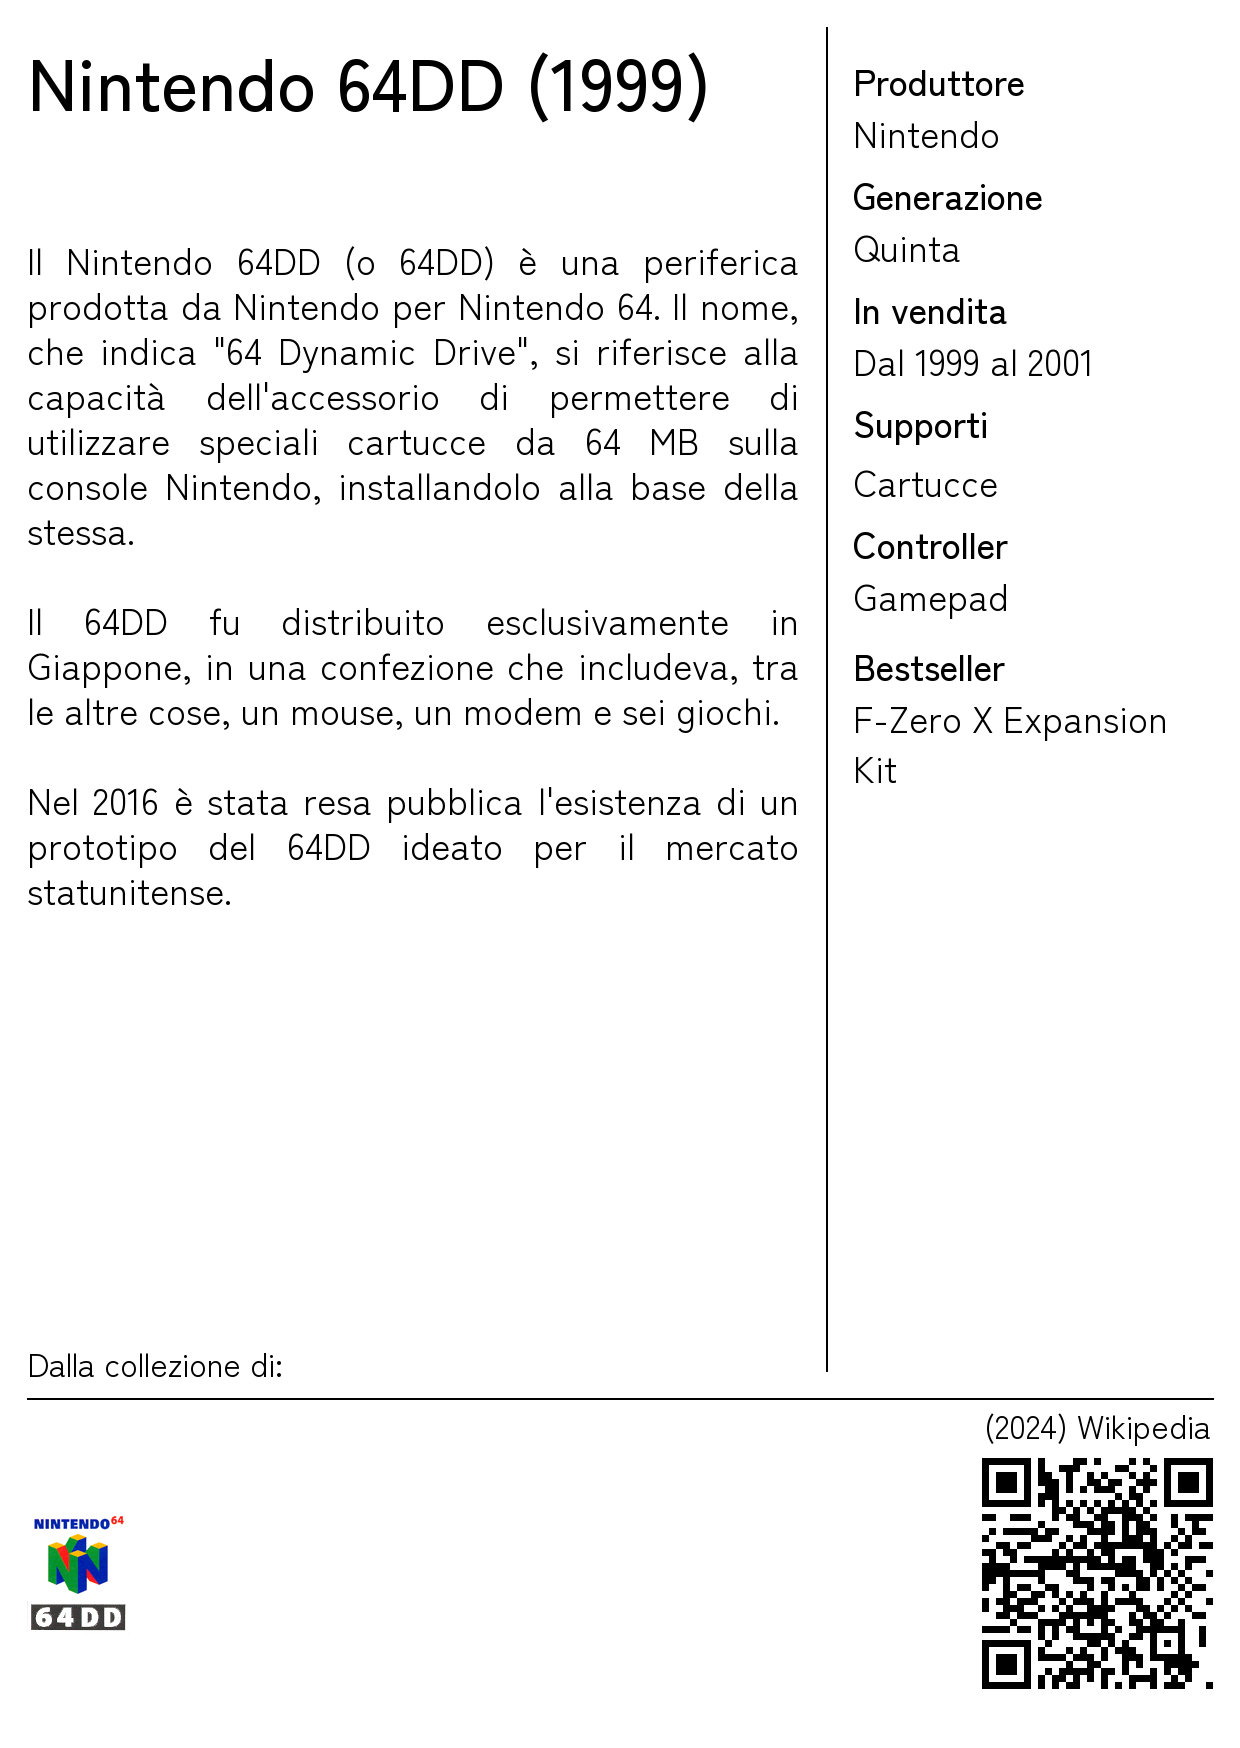 Nintendo 64DD (1999)
Il Nintendo 64DD (o 64DD) è una periferica
prodotta da Nintendo per Nintendo 64. Il nome,
che indica "64 Dynamic Drive", si riferisce alla
capacità dell'accessorio di permettere di
utilizzare speciali cartucce da 64 MB sulla
console Nintendo, installandolo alla base della
stessa.
Il 64DD fu distribuito esclusivamente in
Giappone, in una confezione che includeva, tra
le altre cose, un mouse, un modem e sei giochi.
Nel 2016 è stata resa pubblica l'esistenza di un
prototipo del 64DD ideato per il mercato
statunitense.
Produttore
Nintendo
Generazione
Quinta
In vendita
Dal 1999 al 2001
Supporti
Cartucce
Controller
Gamepad
Bestseller
F-Zero X Expansion
Kit
Dalla collezione di:
(2024) Wikipedia
NINTENDO 64
64DD